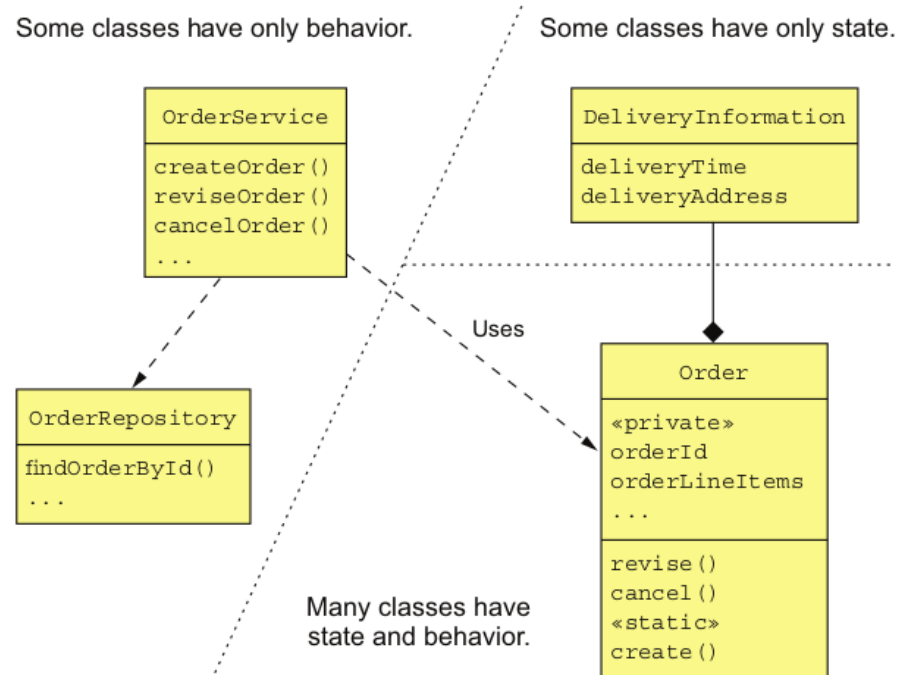 Some classes have only behavior.
Some classes have only state.
OrderService
createOrder()
reviseOrder()
cancelOrder()
...
DeliveryInformation
deliveryTime
deliveryAddress
Uses
OrderRepository
findOrderById()
...
Order
«private»
orderId
orderLineItems
...
revise()
cancel()
«static»
create()
Many classes have
state and behavior.